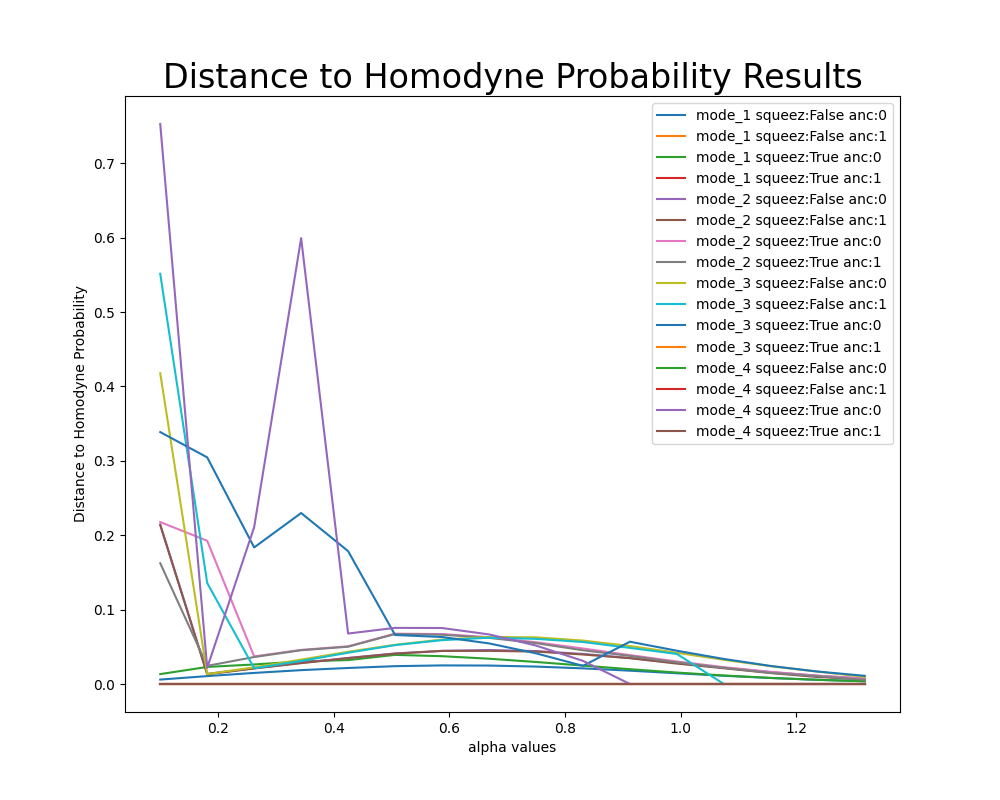 Distance to Homodyne Probability Results
Distance to Homodyne Probability
0.7
0.6
0.5
0.4
0.3
0.2
0.1
0.0
mode_1 squeez:False anc:0
mode_1 squeez:False anc:1
mode_1 squeez:True anc:0
mode_1 squeez:True anc:1
mode_2 squeez:False anc:0
mode_2 squeez:False anc:1
mode_2 squeez:True anc:0
mode_2 squeez:True anc:1
mode_3 squeez:False anc:0
mode_3 squeez:False anc:1
mode_3 squeez:True anc:0
mode_3 squeez:True anc:1
mode_4 squeez:False anc:0
mode_4 squeez:False anc:1
mode_4 squeez:True anc:0
mode_4 squeez:True anc:1
0.2 0.4 0.6 0.8 1.0 1.2
alpha values